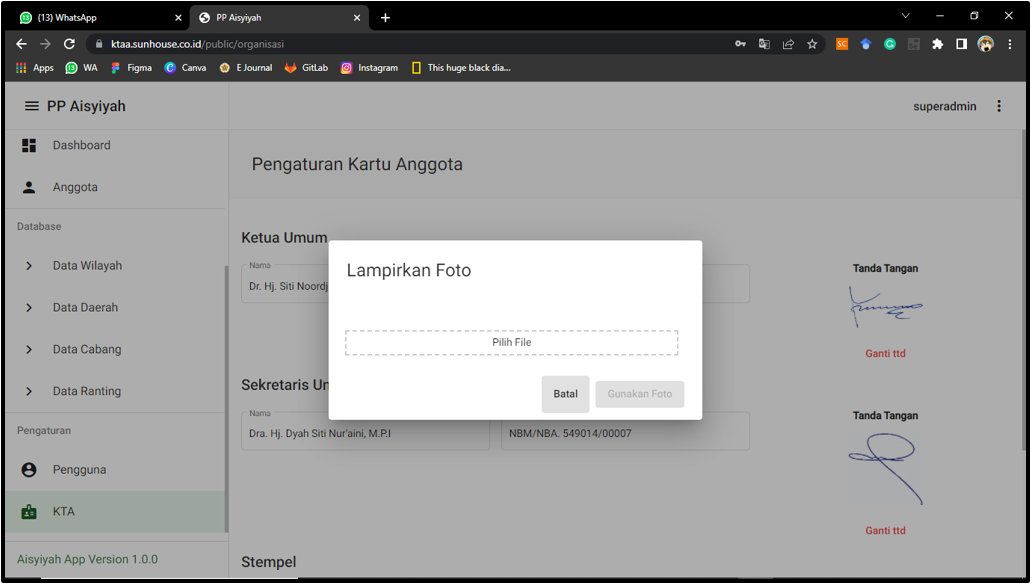 (13) WhatsApp
PP Aisyiyah
ktaa.sunhouse.co.id/public/organisasi
SC
Apps
WA
Figma
Canva
E Journal
GitLab
Instagram
This huge black dia...
PP Aisyiyah
superadmin
Dashboard
Anggota
Database
Data Wilayah
Data Daerah
Data Cabang
Data Ranting
Pengaturan
Pengguna
KTA
Aisyiyah App Version 1.0.0
Pengaturan Kartu Anggota
Ketua Umum
Nama
Dr. Hj. Siti Noordj
Tanda Tangan
Ganti ttd
Lampirkan Foto
Pilih File
Batal
Gunakan Foto
Sekretaris Un
Nama
Dra. Hj. Dyah Siti Nur'aini, M.P.I
NBM/NBA. 549014/00007
Tanda Tangan
Ganti ttd
Stempel